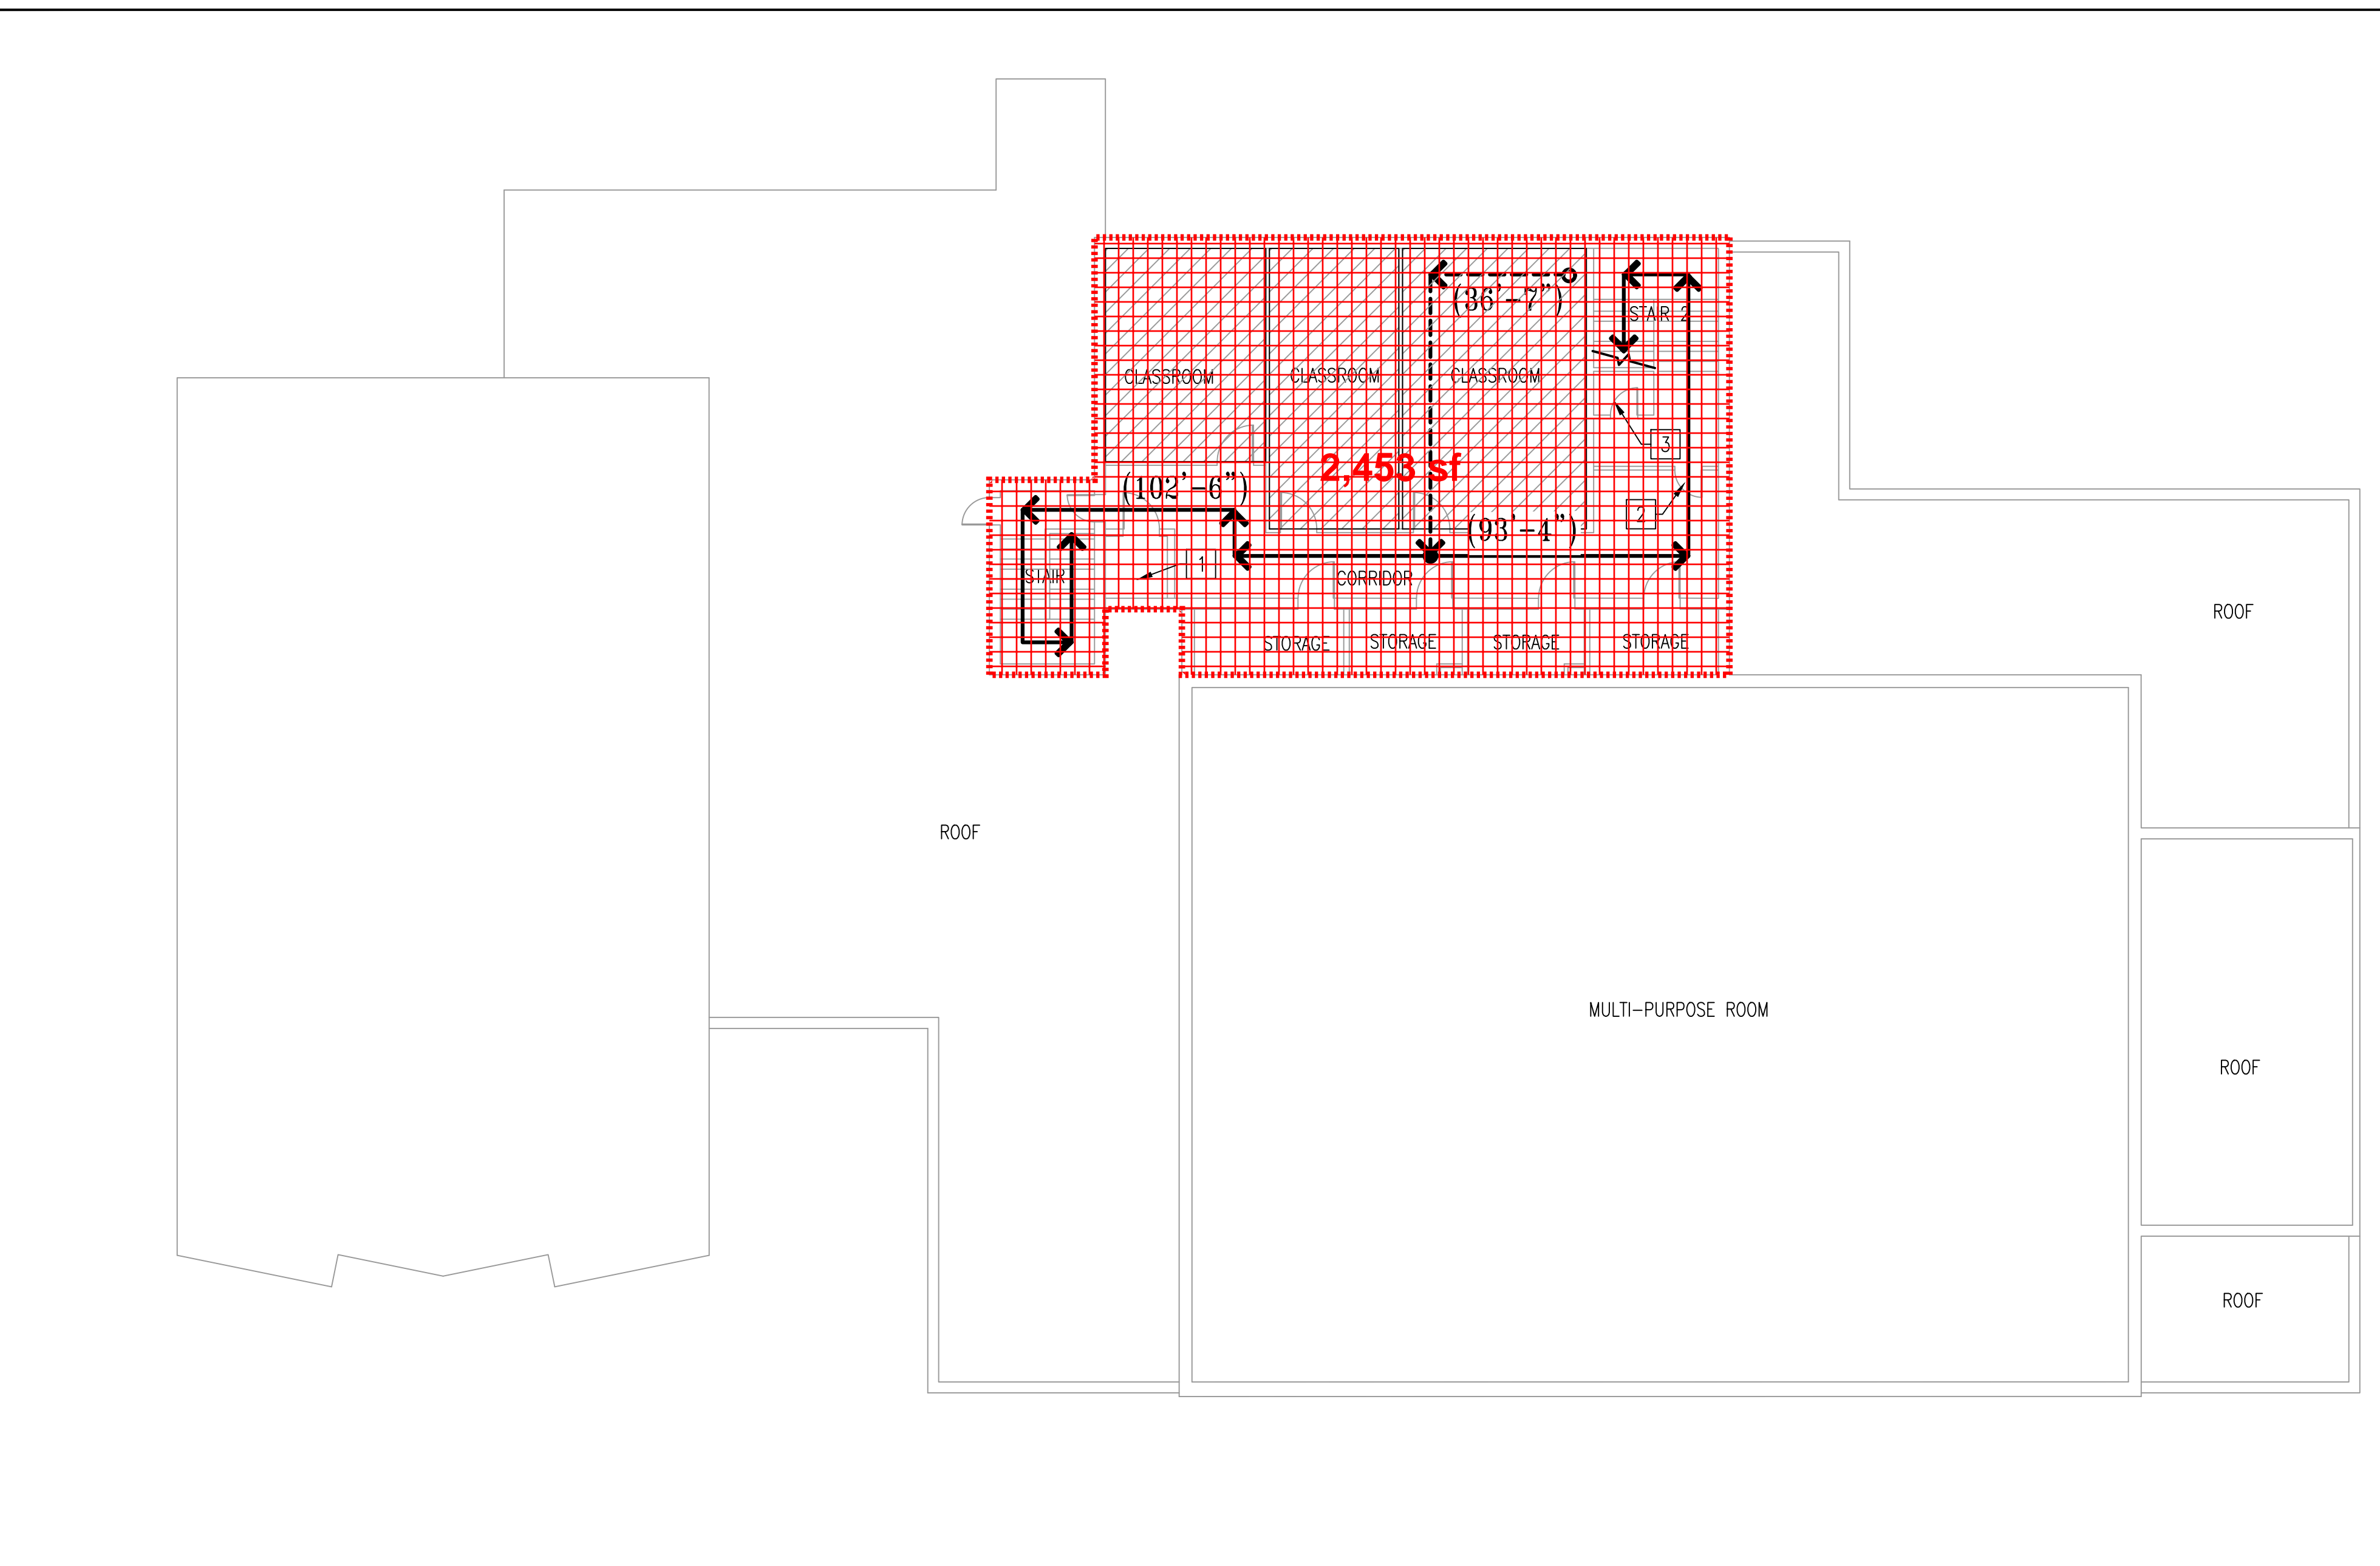 (36'-7")
STAIR 2
CLASSROOM
CLASSROOM
CLASSROOM
3
2,453 sf
(102'-6")
2
(93'-4")
1
STAIR
CORRIDOR
STORAGE
STORAGE
STORAGE
STORAGE
ROOF
ROOF
MULTI-PURPOSE ROOM
ROOF
ROOF